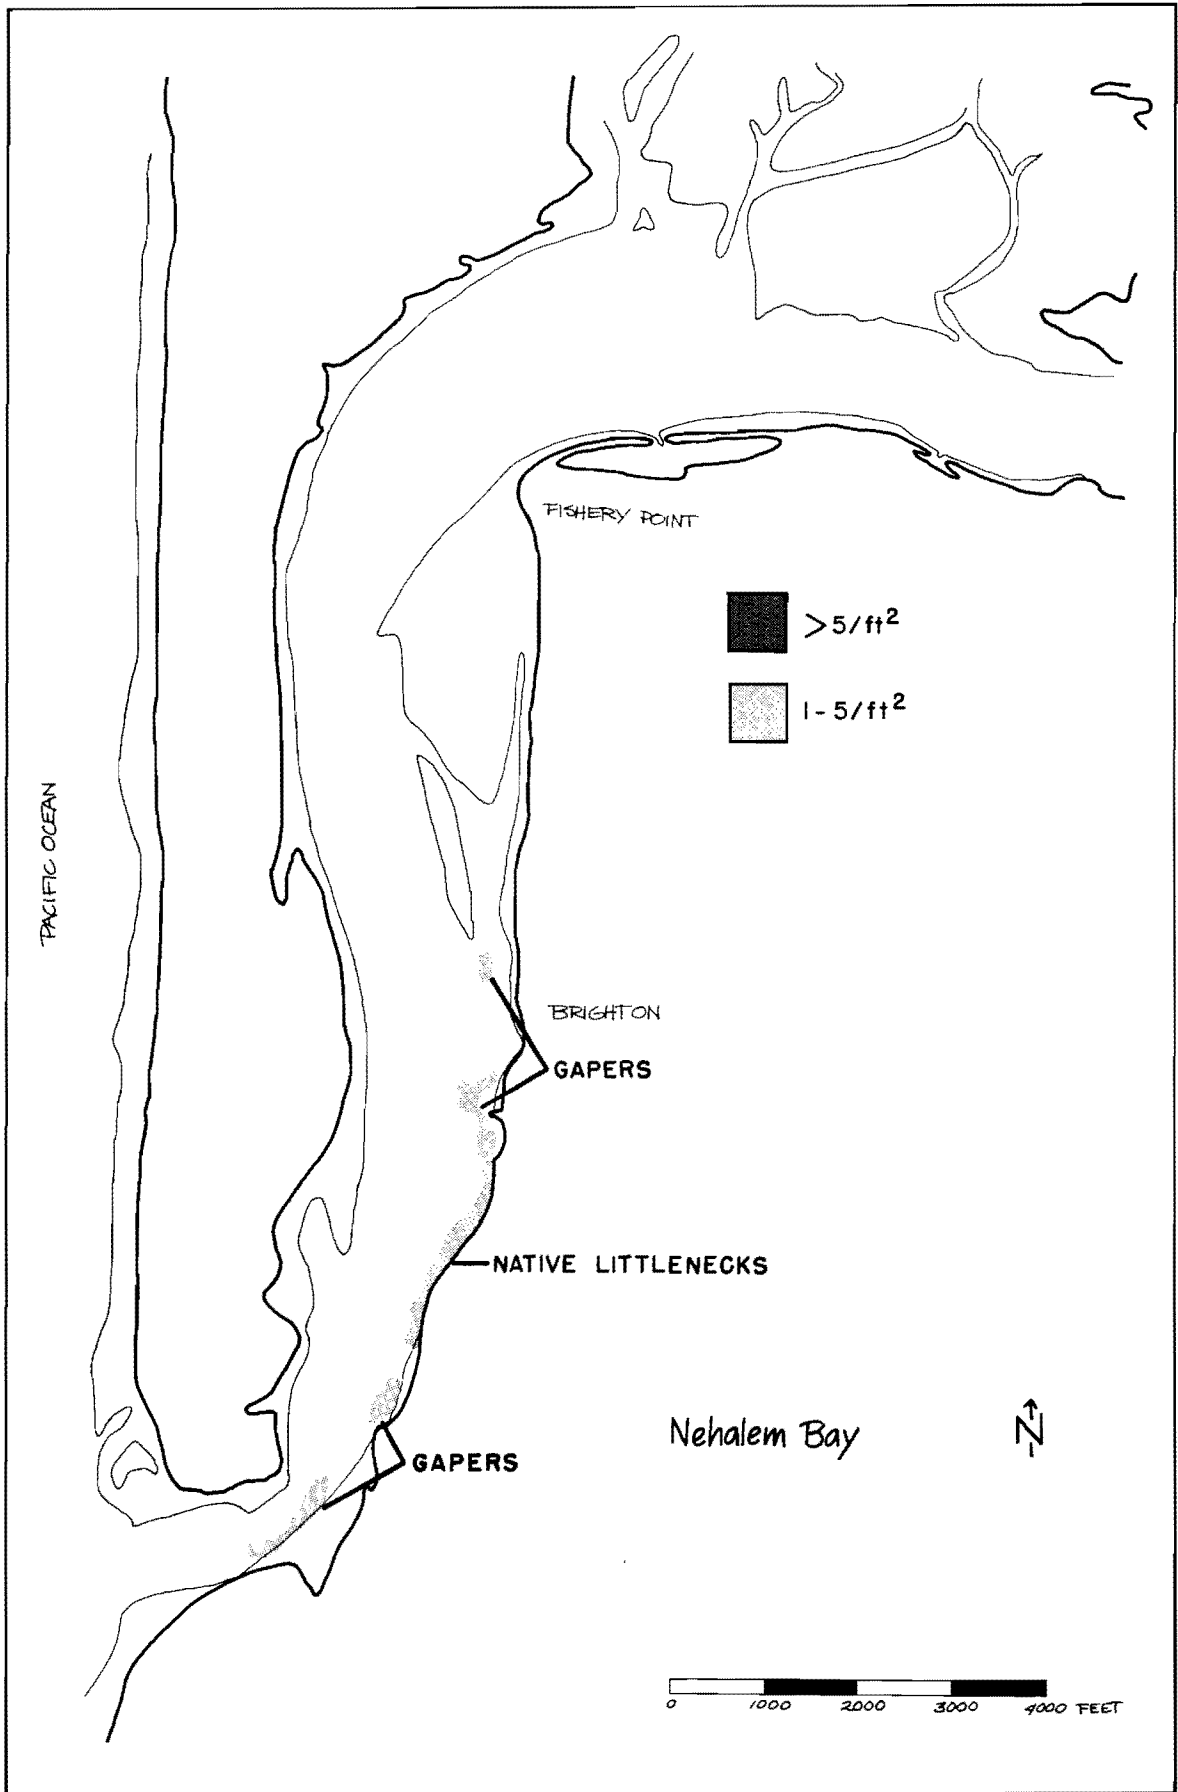 FISHERY POINT
>5/ft²
1-5/ft²
PACIFIC OCEAN
BRIGHTON
GAPERS
NATIVE LITTLENECKS
Nehalem Bay
N
GAPERS
0 1000 2000 3000 4000 FEET